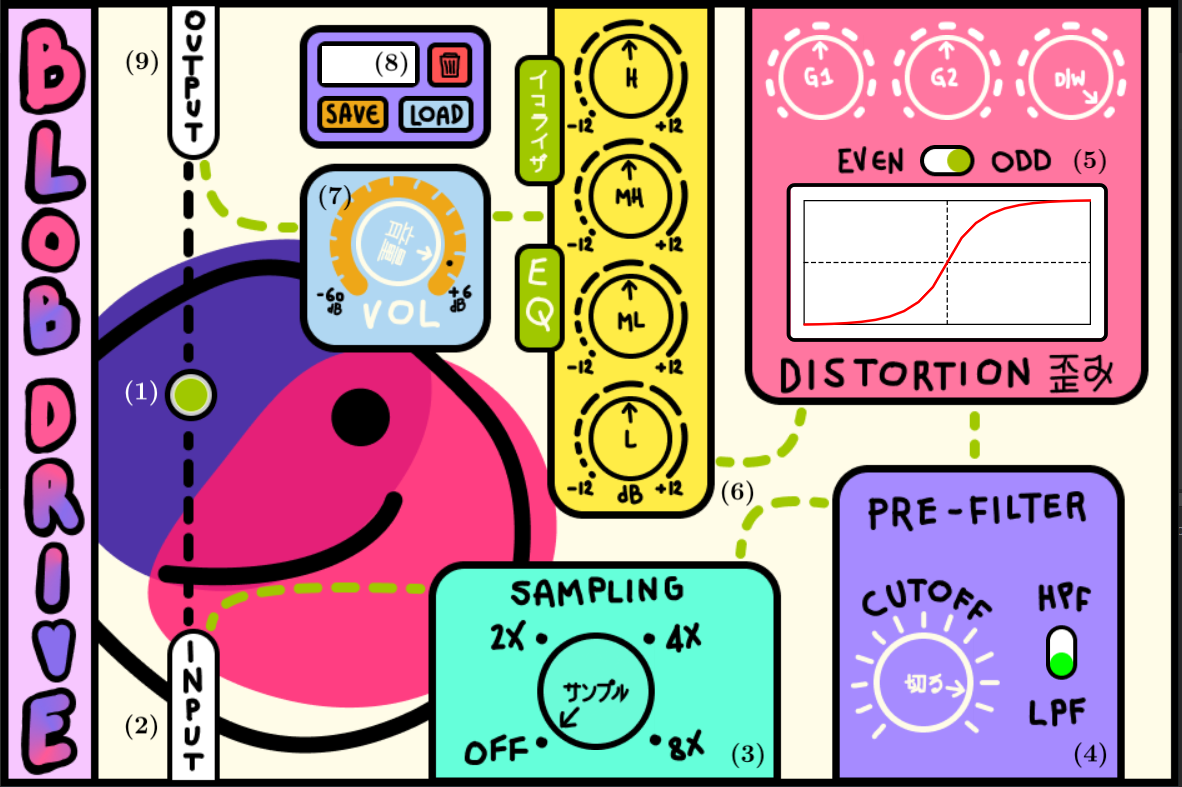 BLOB DRIVE
(9)
OUTPUT
(8)
SAVE
LOAD
(7)
-60
dB
+6
dB
VOL
イコライザ
EQ
H
-12
+12
MH
-12
+12
ML
-12
+12
L
-12
dB
+12
(6)
G1
G2
D/W
EVEN
ODD
(5)
DISTORTION 歪み
(1)
(2)
INPUT
SAMPLING
2X
4X
サンプル
OFF
8X
(3)
PRE-FILTER
CUTOFF
切る
HPF
LPF
(4)